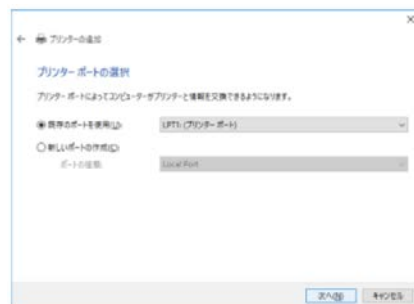 プリンターの追加
プリンター ポートの選択
プリンター ポートによってコンピューターがプリンターと情報を交換できるようになります。
既存のポートを使用(U): LPT1: (プリンター ポート)
新しいポートの作成(C):
ポートの種類: Local Port
次へ(N) キャンセル